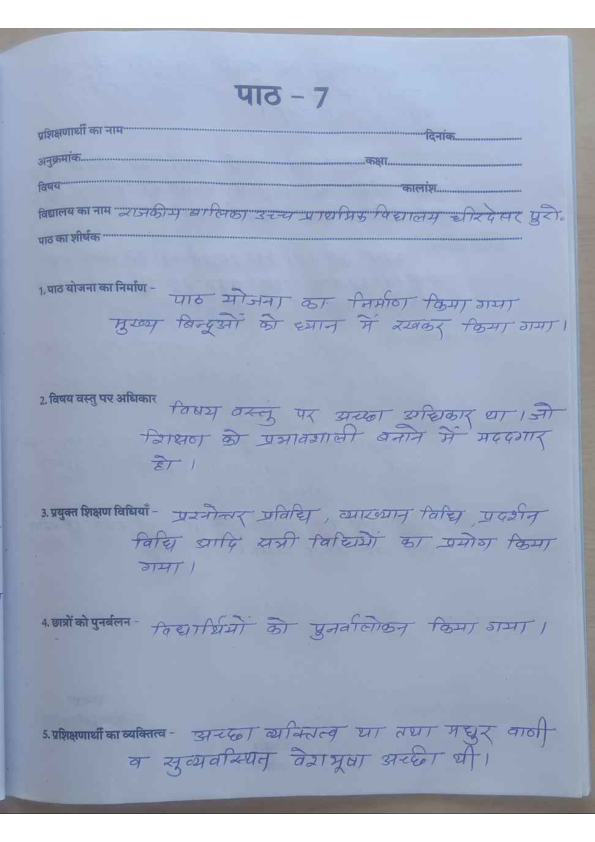 पाठ – 7
प्रशिक्षणार्थी का नाम दिनांक
अनुक्रमांक कक्षा
विषय कालांश
विद्यालय का नाम राजकीय बालिका उच्च प्राथमिक विद्यालय धीरदेसर पुरो.
पाठ का शीर्षक
1. पाठ योजना का निर्माण – पाठ योजना का निर्माण किया गया
मुख्य बिन्दूओं को ध्यान में रखकर किया गया।
2. विषय वस्तु पर अधिकार विषय वस्तु पर अच्छा अधिकार था। जो
शिक्षण को प्रभावशाली बनाने में मददगार
हो।
3. प्रयुक्त शिक्षण विधियाँ – प्रश्नोत्तर प्रविधि, व्याख्यान विधि, प्रदर्शन
विधि आदि सभी विधियों का प्रयोग किया
गया।
4. छात्रों को पुनर्बलन – विद्यार्थियों को पुनर्वालोकन किया गया।
5. प्रशिक्षणार्थी का व्यक्तित्व – अच्छा व्यक्तित्व था तथा मधुर वाणी
व सुव्यवस्थित वेशभूषा अच्छी थी।